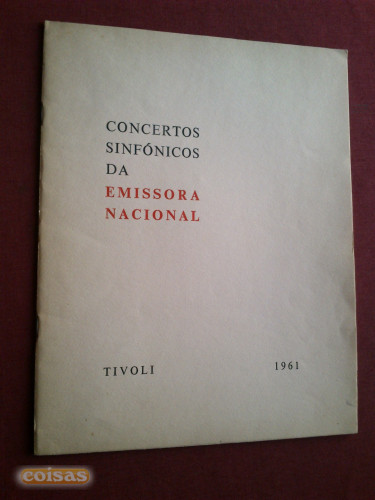 CONCERTOS
SINFÓNICOS
DA
EMISSORA
NACIONAL
TIVOLI 1961
coisas